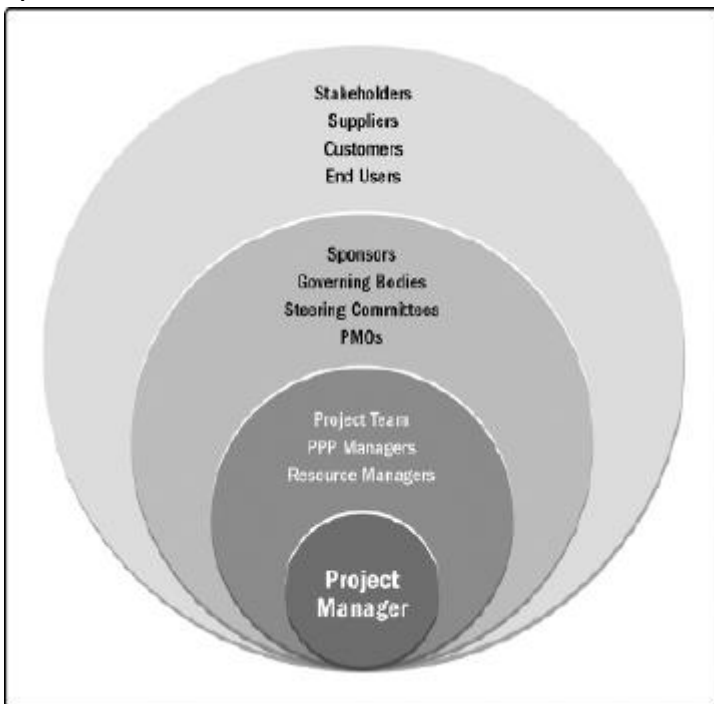 Stakeholders
Suppliers
Customers
End Users
Sponsors
Governing Bodies
Steering Committees
PMOs
Project Team
PPP Managers
Resource Managers
Project
Manager